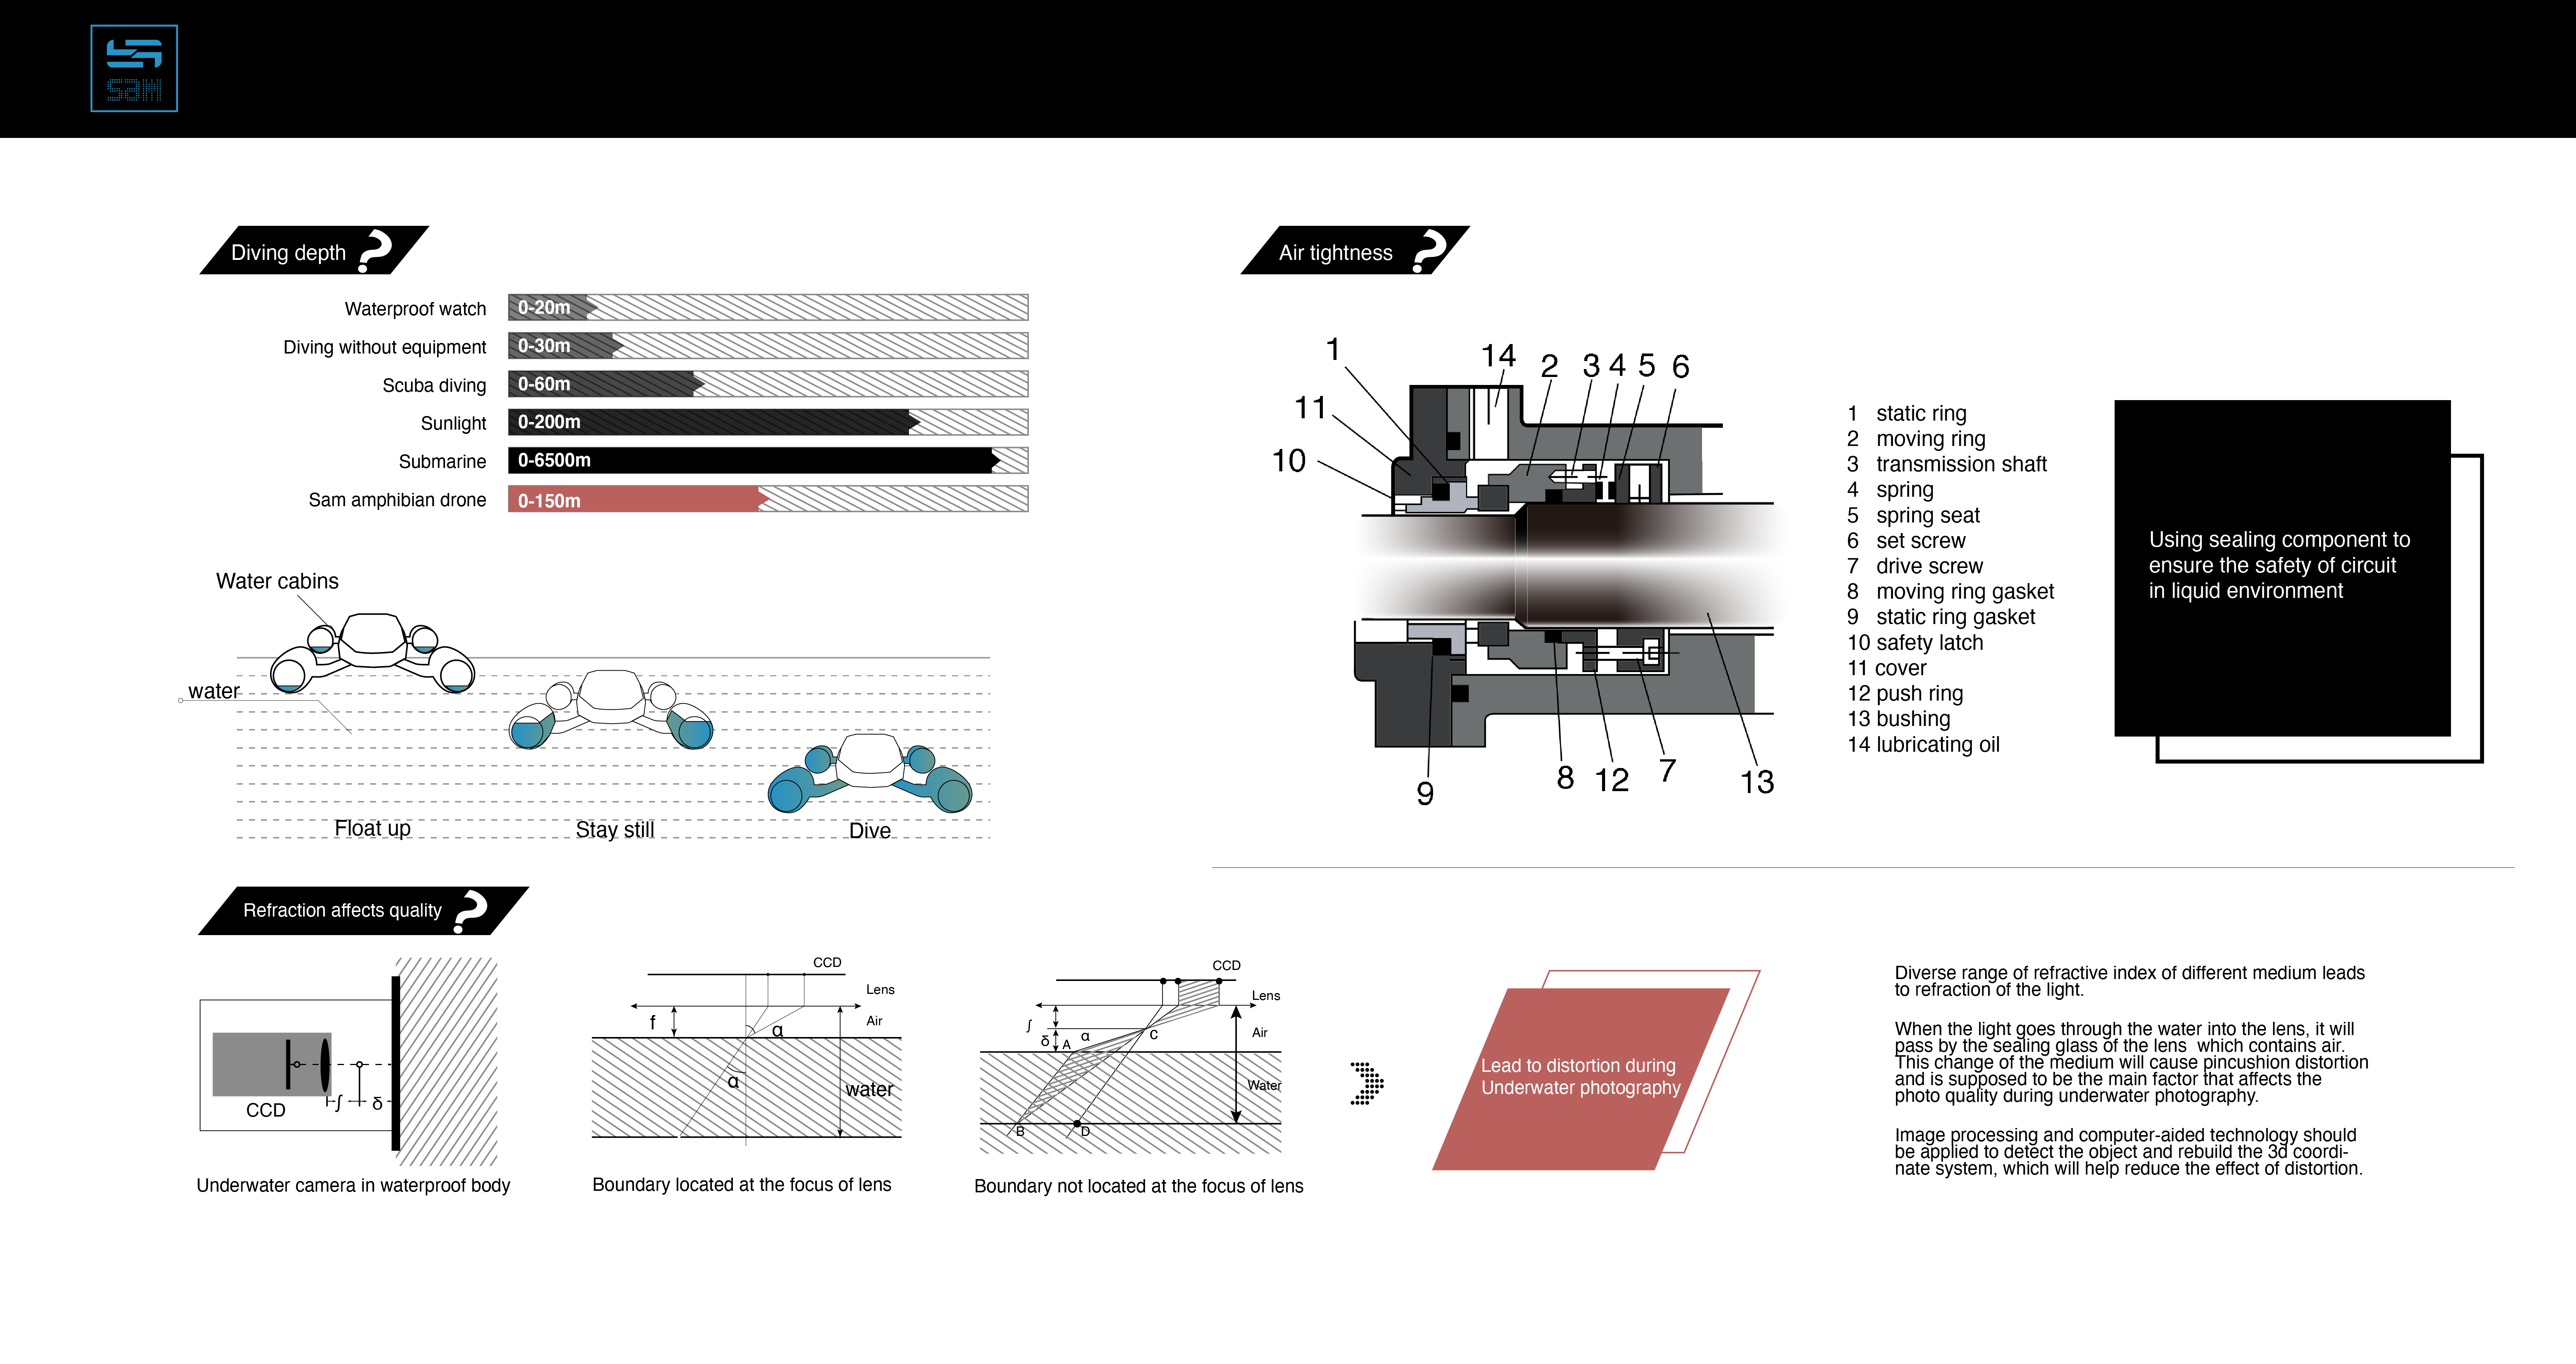 sam
Diving depth ?
Waterproof watch 0-20m
Diving without equipment 0-30m
Scuba diving 0-60m
Sunlight 0-200m
Submarine 0-6500m
Sam amphibian drone 0-150m
Water cabins
water
Float up
Stay still
Dive
Air tightness ?
1
14
2
3
4
5
6
11
10
9
8
12
7
13
1 static ring
2 moving ring
3 transmission shaft
4 spring
5 spring seat
6 set screw
7 drive screw
8 moving ring gasket
9 static ring gasket
10 safety latch
11 cover
12 push ring
13 bushing
14 lubricating oil
Using sealing component to
ensure the safety of circuit
in liquid environment
Refraction affects quality ?
CCD
∫
δ
Underwater camera in waterproof body
CCD
Lens
f
Air
α
α
water
Boundary located at the focus of lens
CCD
Lens
∫
Air
δ
A
α
C
Water
B
D
Boundary not located at the focus of lens
Lead to distortion during
Underwater photography
Diverse range of refractive index of different medium leads
to refraction of the light.
When the light goes through the water into the lens, it will
pass by the sealing glass of the lens which contains air.
This change of the medium will cause pincushion distortion
and is supposed to be the main factor that affects the
photo quality during underwater photography.
Image processing and computer-aided technology should
be applied to detect the object and rebuild the 3d coordi-
nate system, which will help reduce the effect of distortion.